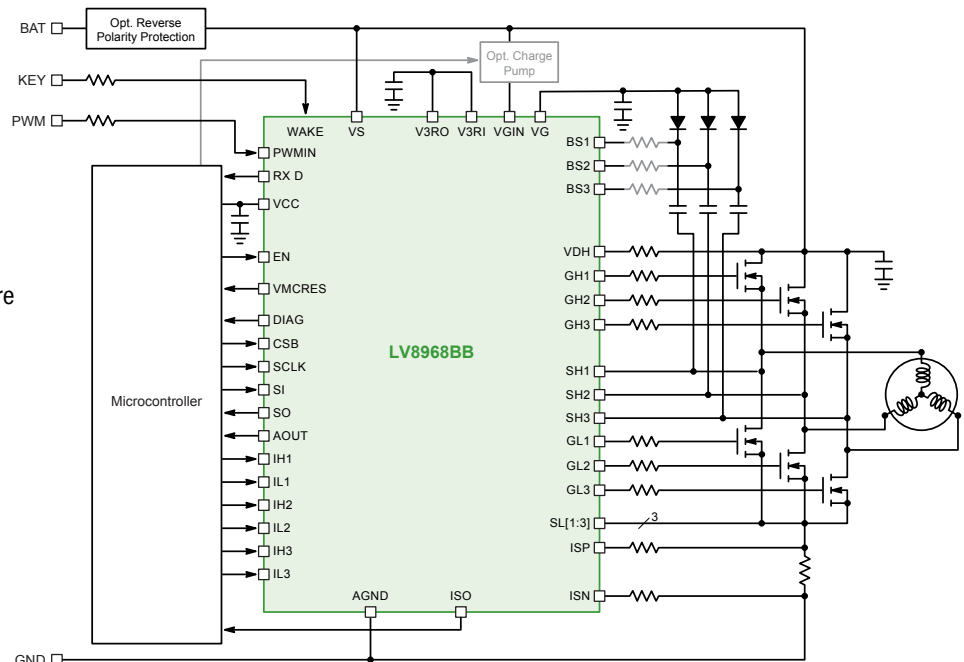 Opt. Reverse
Polarity Protection
BAT
Opt. Charge
Pump
KEY
PWM
WAKE
VS
V3RO
V3RI
VGIN
VG
PWMIN
RX D
VCC
EN
VMCRES
DIAG
CSB
SCLK
SI
SO
AOUT
IH1
IL1
IH2
IL2
IH3
IL3
re
Microcontroller
LV8968BB
BS1
BS2
BS3
VDH
GH1
GH2
GH3
SH1
SH2
SH3
GL1
GL2
GL3
SL[1:3]
3
ISP
ISN
AGND
ISO
GND